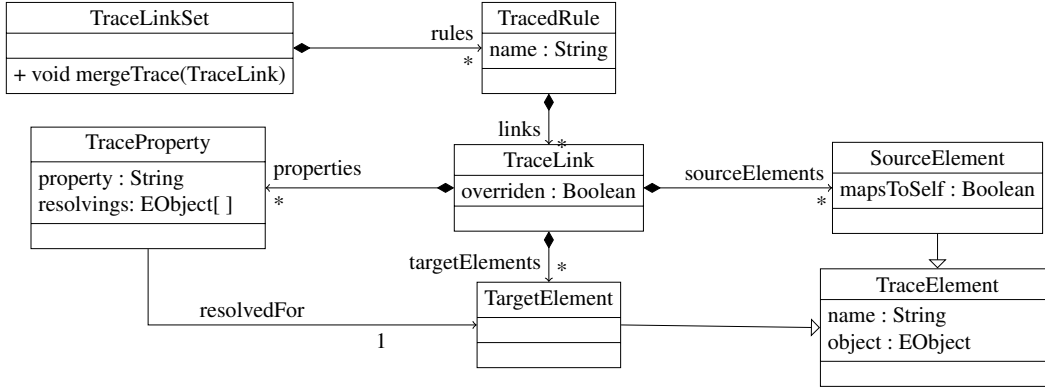 TraceLinkSet
+ void mergeTrace(TraceLink)
rules
*
TracedRule
name : String
links
*
TraceProperty
property : String
resolvings: EObject[ ]
properties
*
TraceLink
overriden : Boolean
sourceElements
*
SourceElement
mapsToSelf : Boolean
targetElements
*
resolvedFor
1
TargetElement
TraceElement
name : String
object : EObject